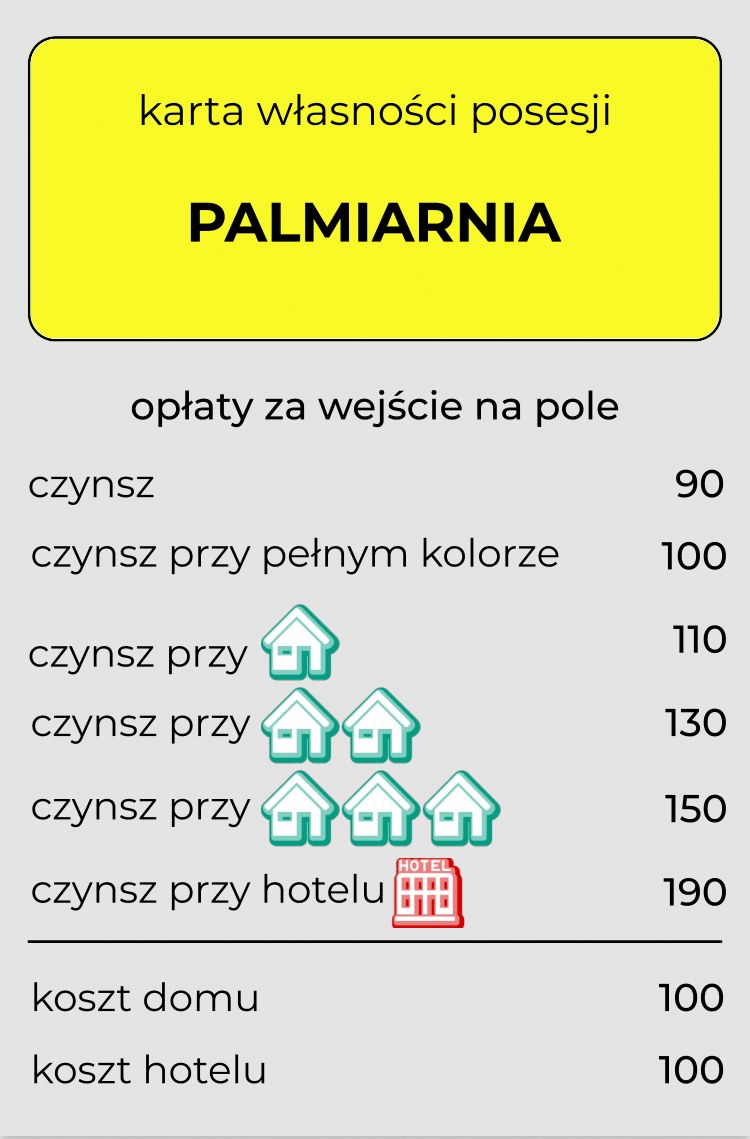 karta własności posesji
PALMIARNIA
opłaty za wejście na pole
czynsz 90
czynsz przy pełnym kolorze 100
czynsz przy 110
czynsz przy 130
czynsz przy 150
czynsz przy hotelu HOTEL 190
koszt domu 100
koszt hotelu 100